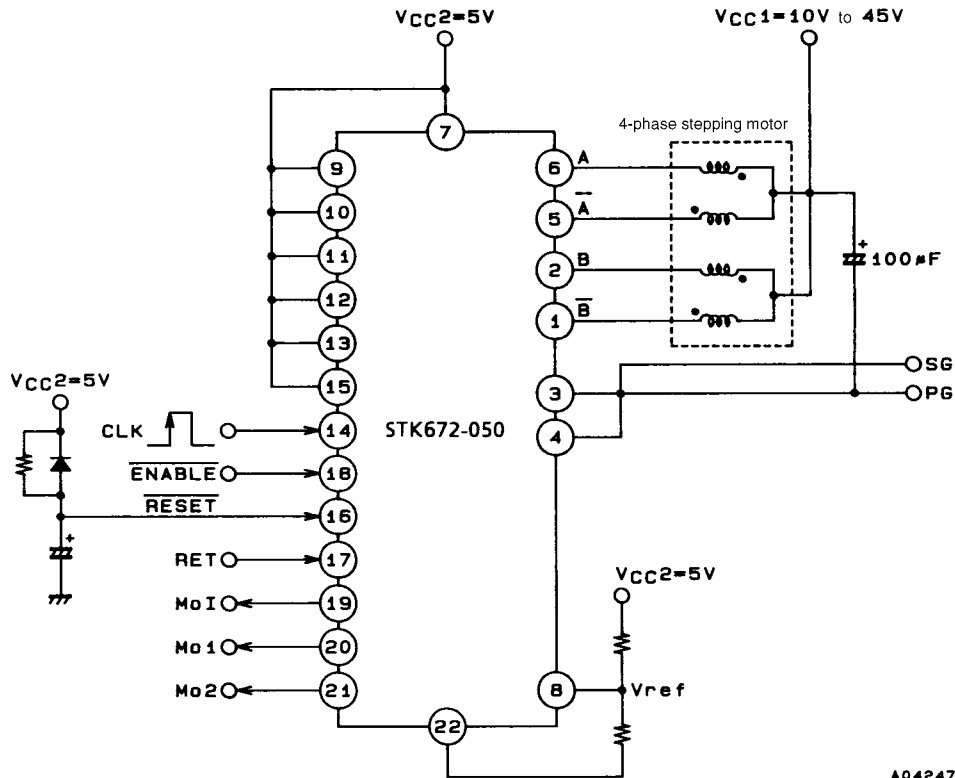 VCC2=5V
VCC1=10V to 45V
4-phase stepping motor
7
9
10
11
12
13
15
6 A
5 A̅
2 B
1 B̅
+
100µF
3
4
SG
PG
VCC2=5V
CLK
14
STK672-050
E̅N̅A̅B̅L̅E̅
18
R̅E̅S̅E̅T̅
16
+
RET
17
MoI
19
Mo1
20
Mo2
21
22
VCC2=5V
8
Vref
A04247